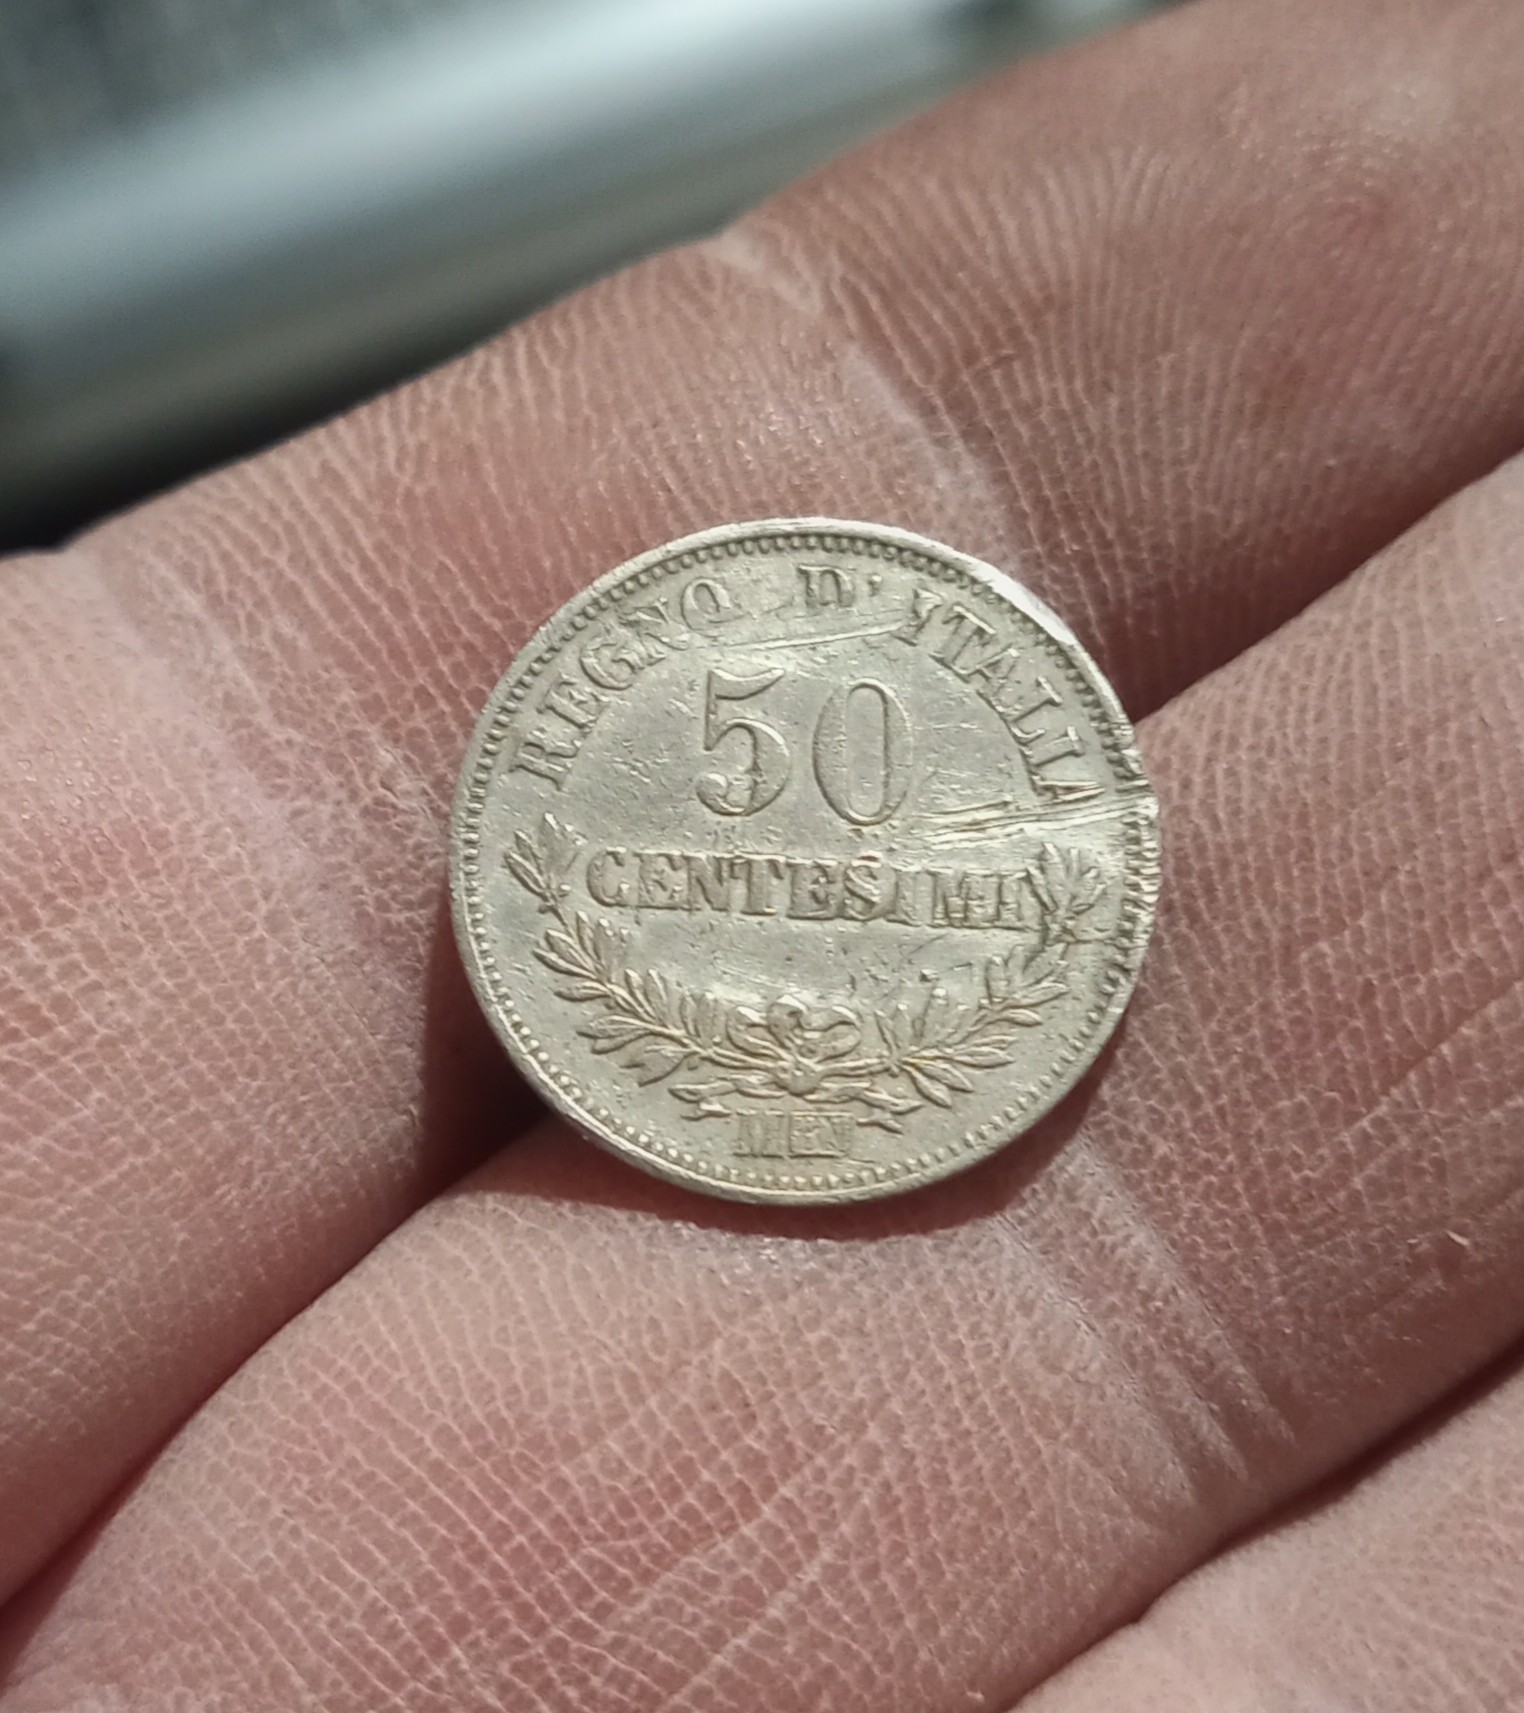 REGNO D'ITALIA
50
CENTESIMI